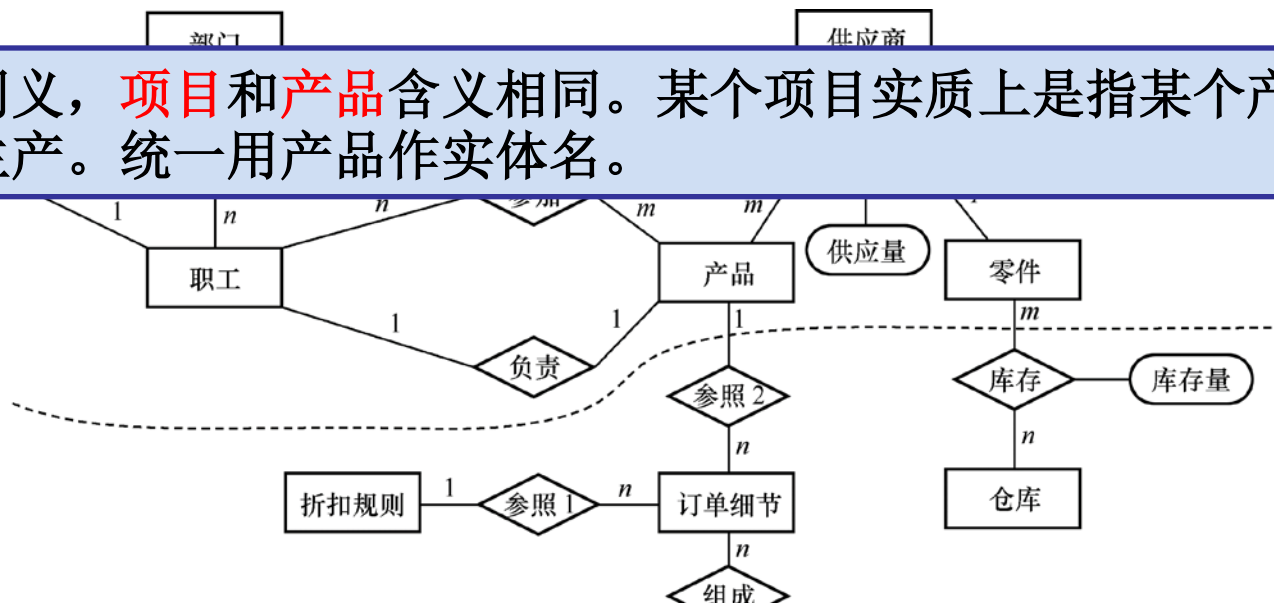 部门
供应商
义，项目和产品含义相同。某个项目实质上是指某个产
生产。统一用产品作实体名。
1
n
n
参加
m
m
供应量
职工
产品
零件
1
1
1
m
负责
参照2
库存
库存量
n
n
折扣规则
1
参照1
n
订单细节
仓库
n
组成